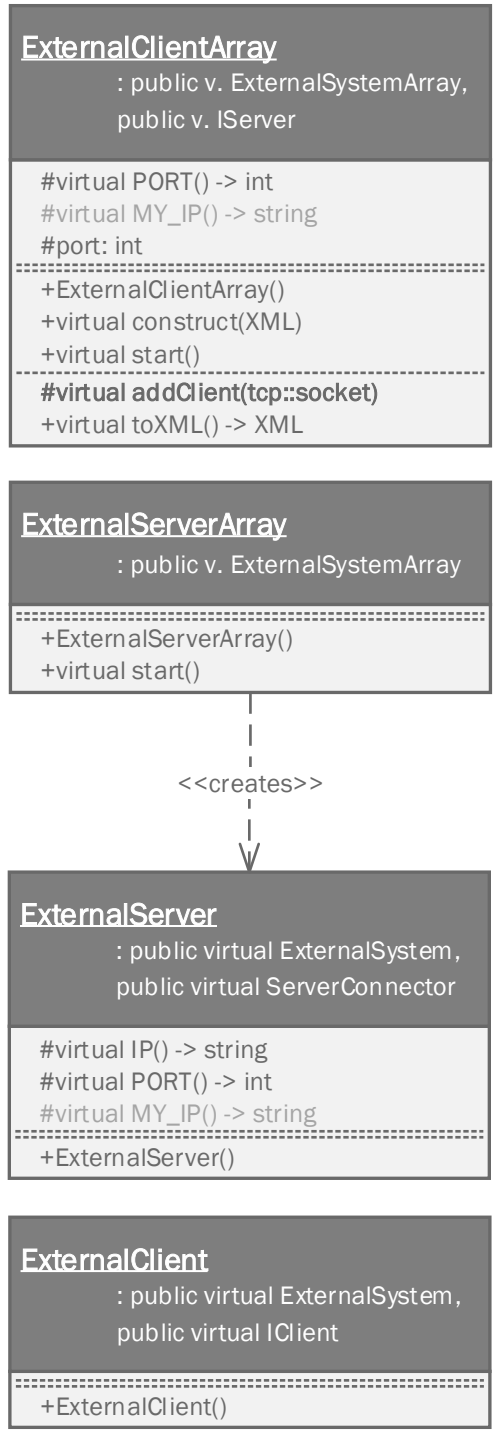 ExternalClientArray
: public v. ExternalSystemArray,
public v. IServer
#virtual PORT() -> int
#virtual MY_IP() -> string
#port: int
+ExternalClientArray()
+virtual construct(XML)
+virtual start()
#virtual addClient(tcp::socket)
+virtual toXML() -> XML
ExternalServerArray
: public v. ExternalSystemArray
+ExternalServerArray()
+virtual start()
<<creates>>
ExternalServer
: public virtual ExternalSystem,
public virtual ServerConnector
#virtual IP() -> string
#virtual PORT() -> int
#virtual MY_IP() -> string
+ExternalServer()
ExternalClient
: public virtual ExternalSystem,
public virtual IClient
+ExternalClient()